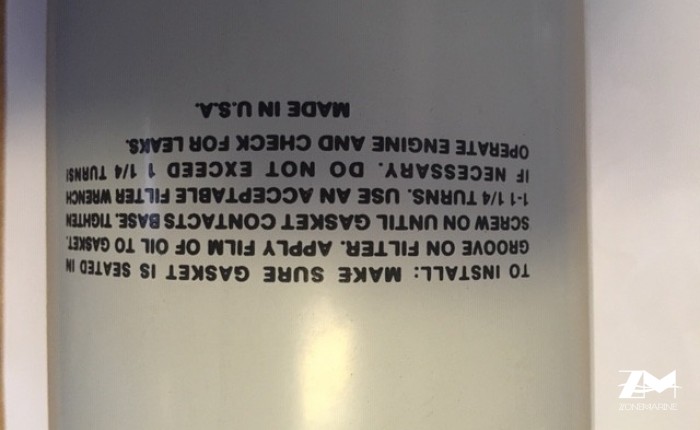 TO INSTALL: MAKE SURE GASKET IS SEATED IN
GROOVE ON FILTER. APPLY FILM OF OIL TO GASKET.
SCREW ON UNTIL GASKET CONTACTS BASE. TIGHTEN
1-1 1/4 TURNS. USE AN ACCEPTABLE FILTER WRENCH
IF NECESSARY. DO NOT EXCEED 1 1/4 TURNS!
OPERATE ENGINE AND CHECK FOR LEAKS.
MADE IN U.S.A.
ZM
ZIONSMARINE